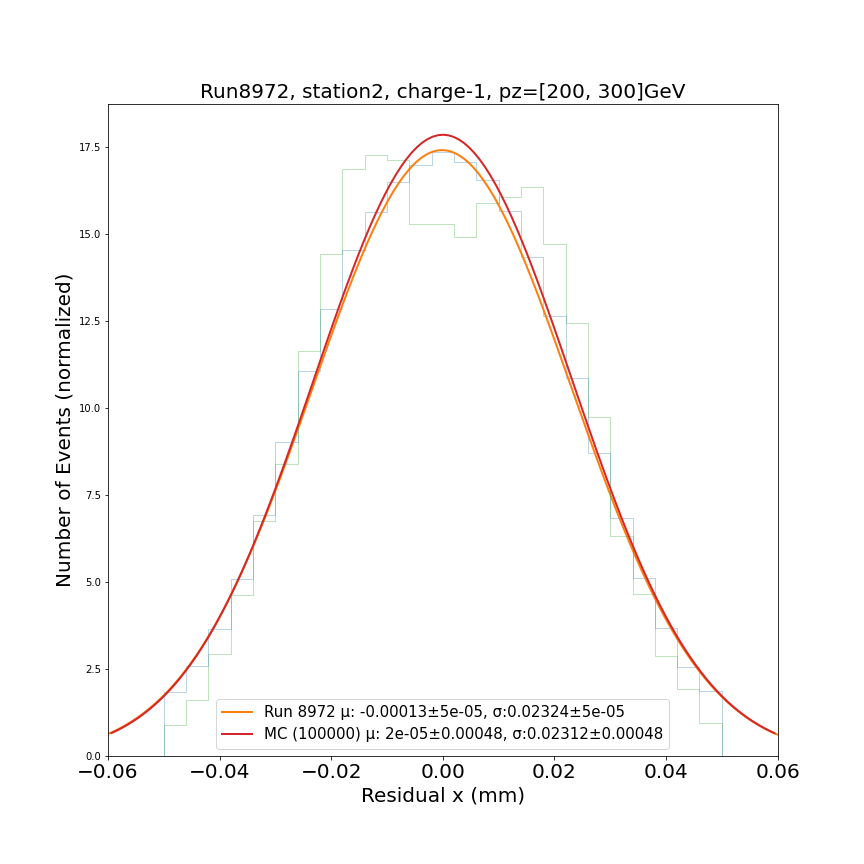 Run8972, station2, charge-1, pz=[200, 300]GeV
Number of Events (normalized)
17.5
15.0
12.5
10.0
7.5
5.0
2.5
0.0
Run 8972 μ: -0.00013±5e-05, σ:0.02324±5e-05
MC (100000) μ: 2e-05±0.00048, σ:0.02312±0.00048
−0.06 −0.04 −0.02 0.00 0.02 0.04 0.06
Residual x (mm)